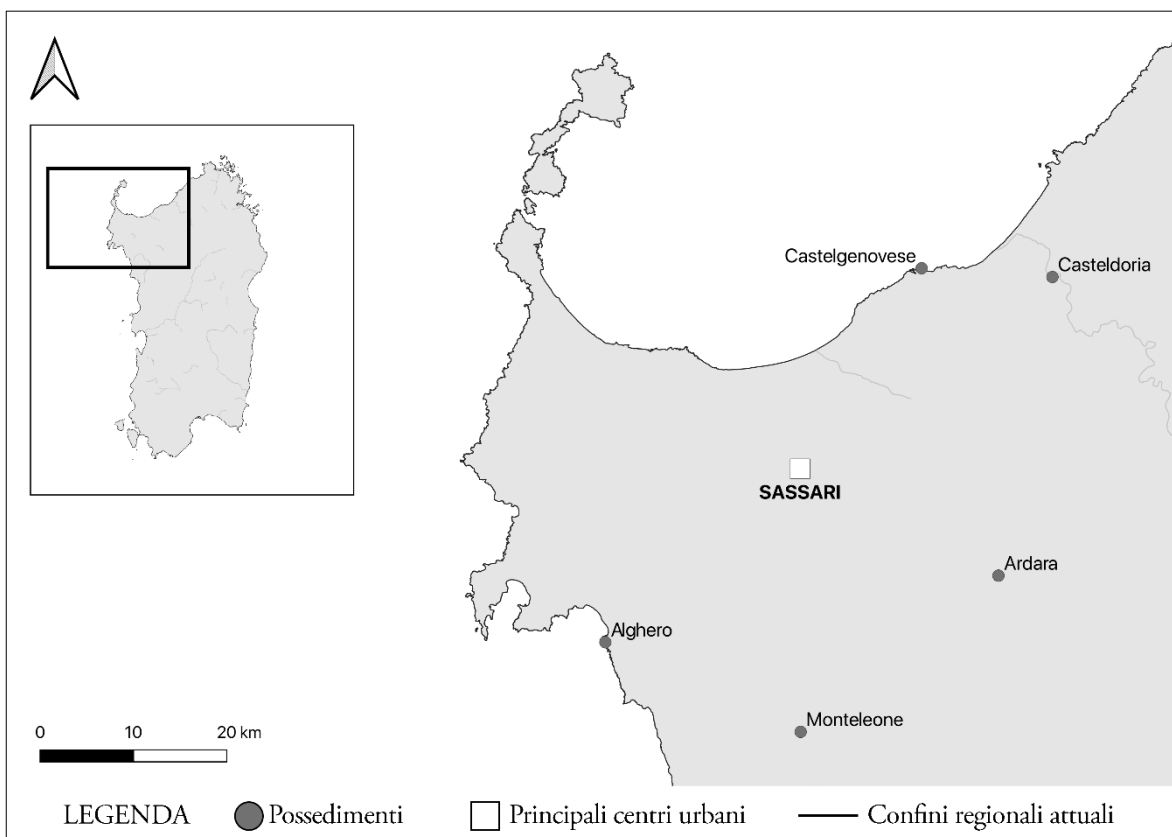 Castelgenovese
Casteldoria
SASSARI
Ardara
Alghero
Monteleone
0 10 20 km
LEGENDA Possedimenti Principali centri urbani Confini regionali attuali